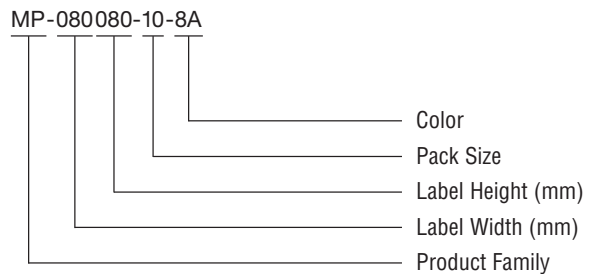 MP-080080-10-8A
Color
Pack Size
Label Height (mm)
Label Width (mm)
Product Family